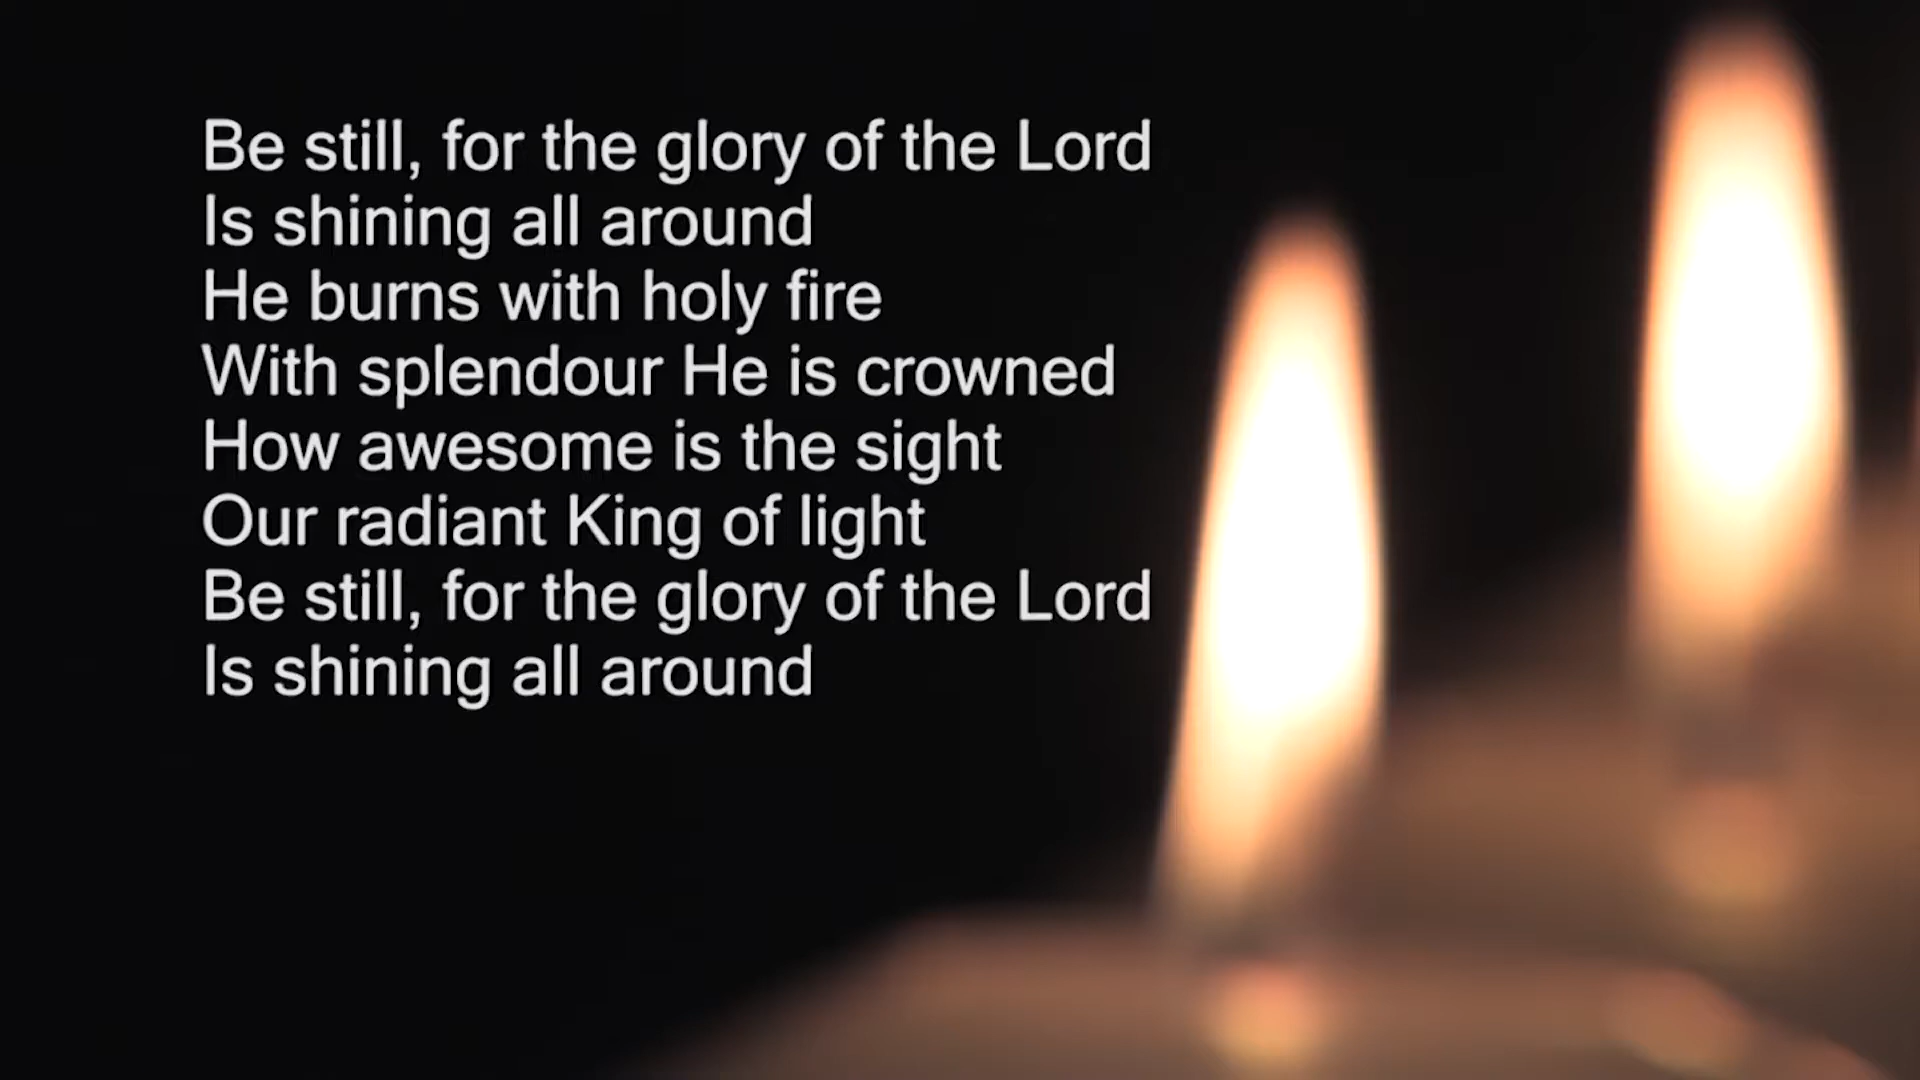 Be still, for the glory of the Lord
Is shining all around
He burns with holy fire
With splendour He is crowned
How awesome is the sight
Our radiant King of light
Be still, for the glory of the Lord
Is shining all around